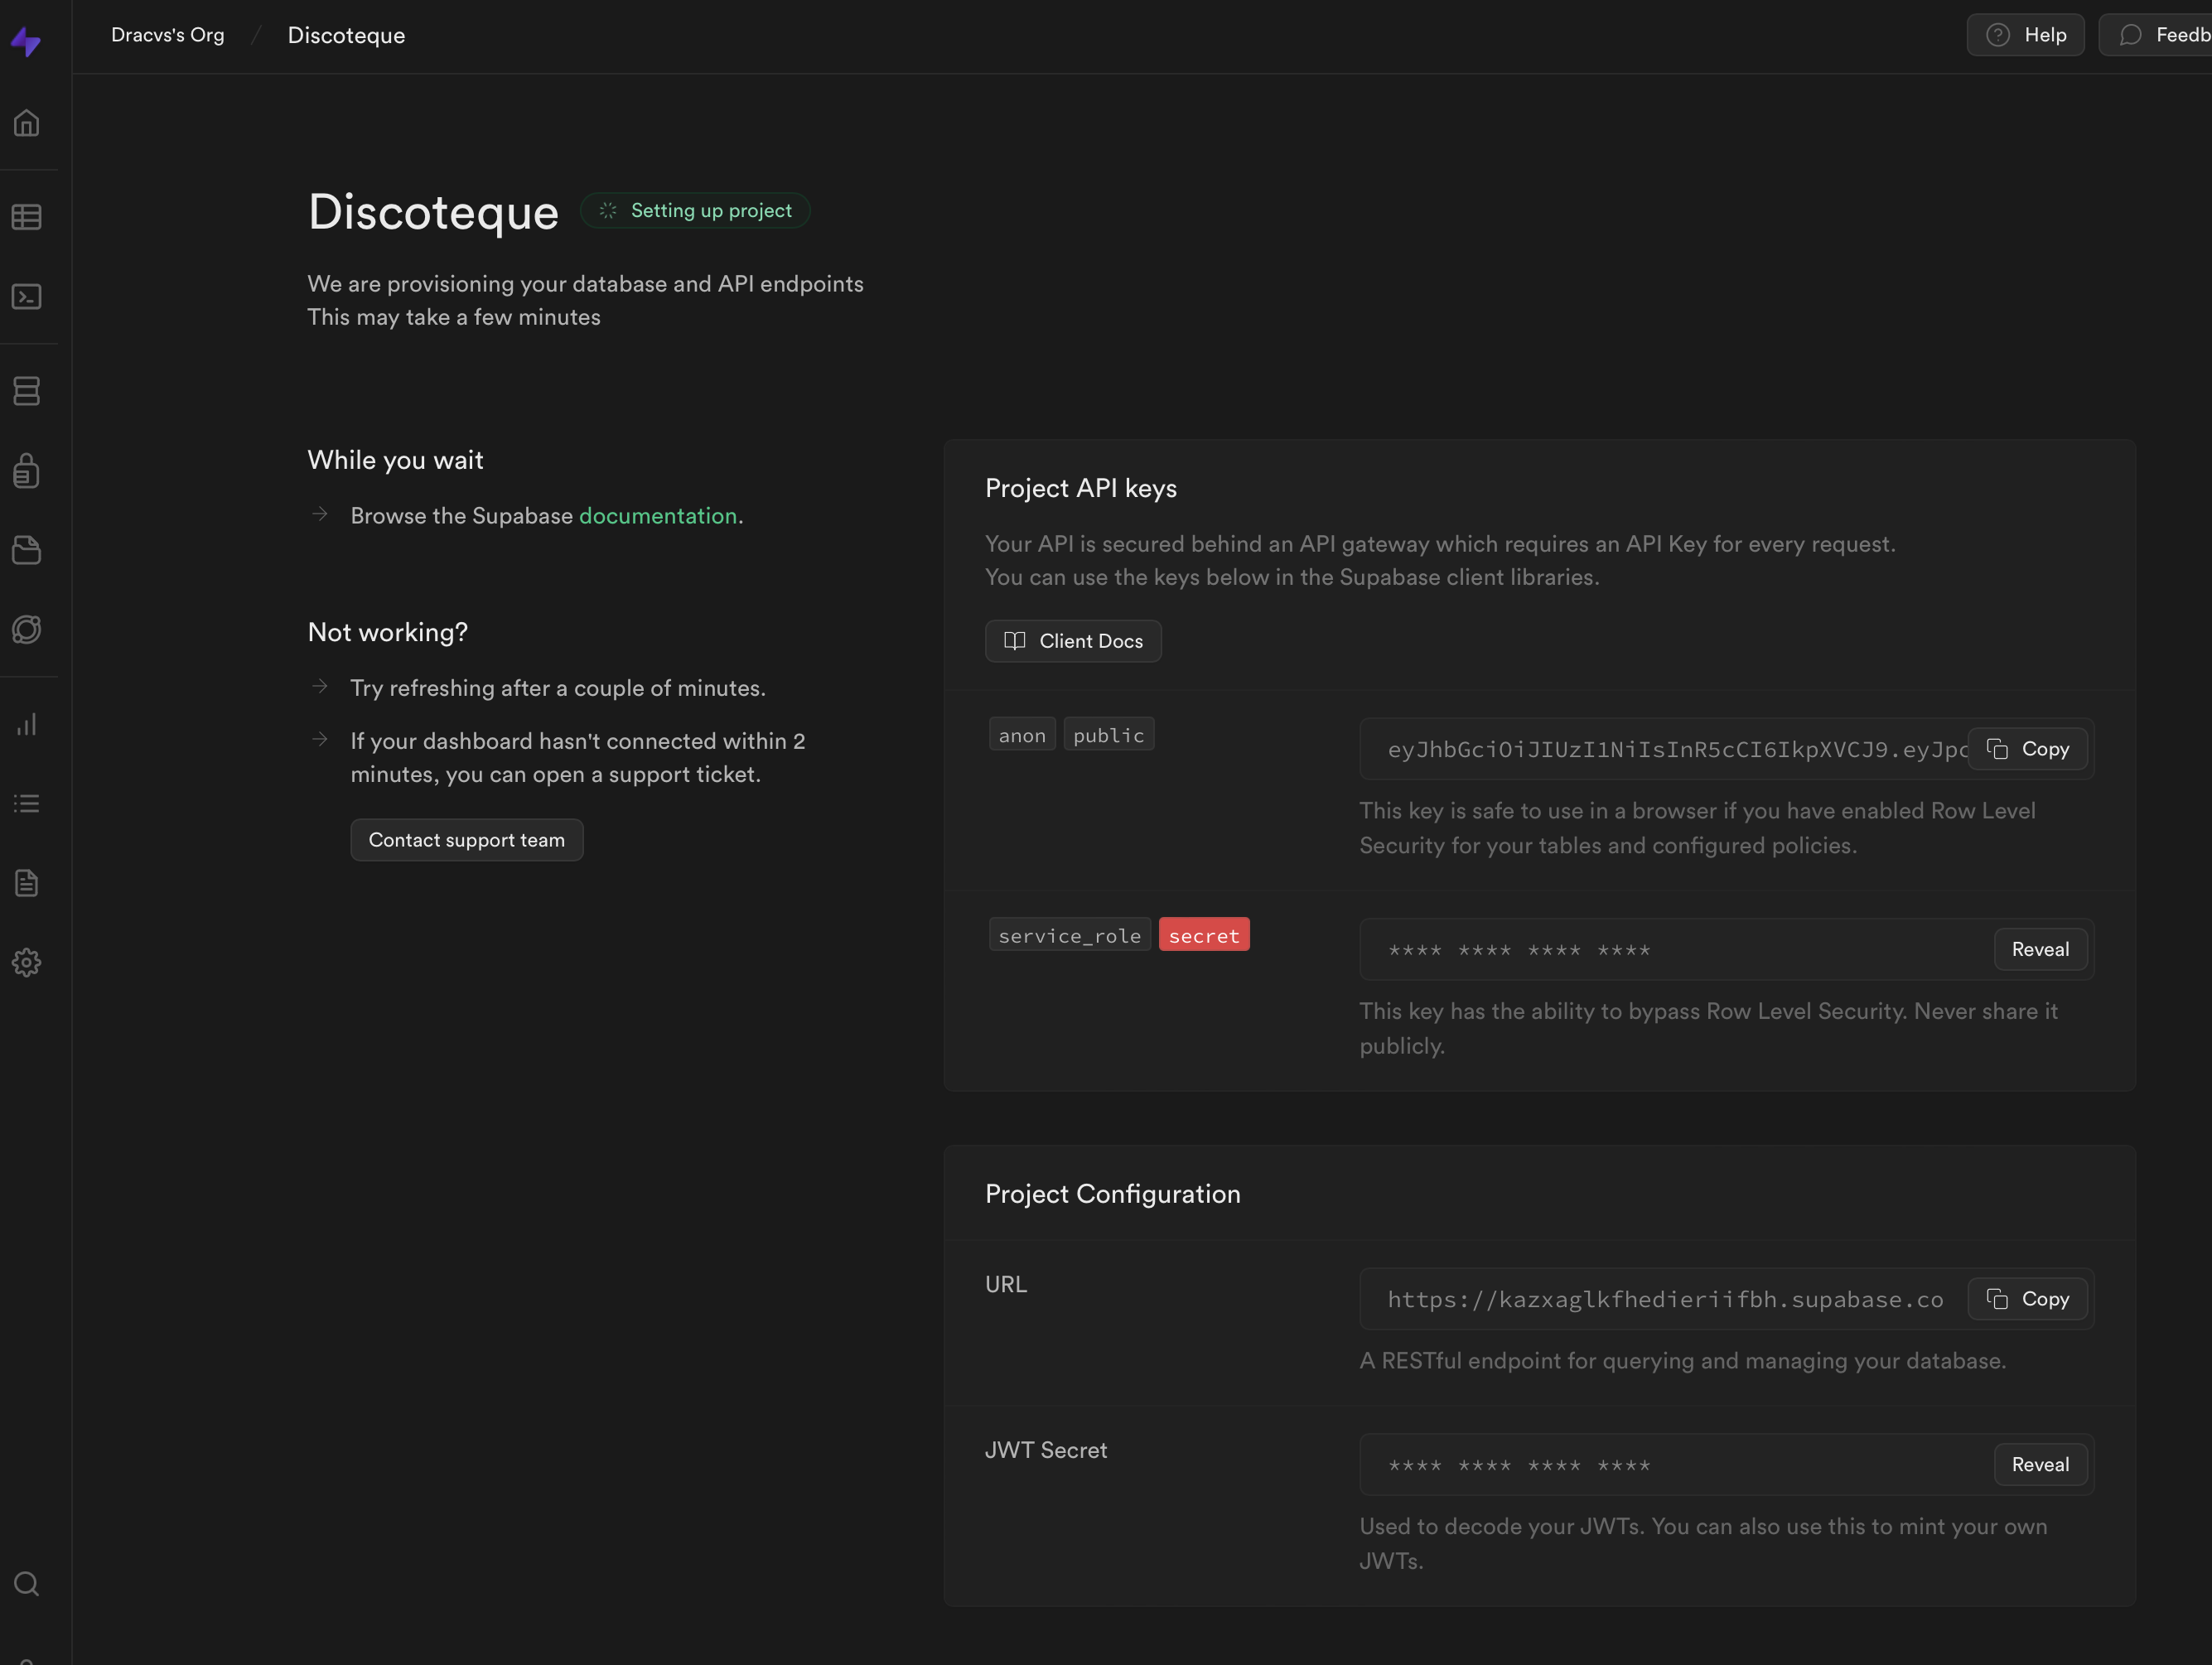 Dracvs's Org / Discoteque
Help
Feedb
Discoteque
Setting up project
We are provisioning your database and API endpoints
This may take a few minutes
While you wait
Browse the Supabase documentation.
Not working?
Try refreshing after a couple of minutes.
If your dashboard hasn't connected within 2
minutes, you can open a support ticket.
Contact support team
Project API keys
Your API is secured behind an API gateway which requires an API Key for every request.
You can use the keys below in the Supabase client libraries.
Client Docs
anon public
eyJhbGciOiJIUzI1NiIsInR5cCI6IkpXVCJ9.eyJpc
Copy
This key is safe to use in a browser if you have enabled Row Level
Security for your tables and configured policies.
service_role secret
**** **** **** ****
Reveal
This key has the ability to bypass Row Level Security. Never share it
publicly.
Project Configuration
URL
https://kazxaglkfhedieriifbh.supabase.co
Copy
A RESTful endpoint for querying and managing your database.
JWT Secret
**** **** **** ****
Reveal
Used to decode your JWTs. You can also use this to mint your own
JWTs.